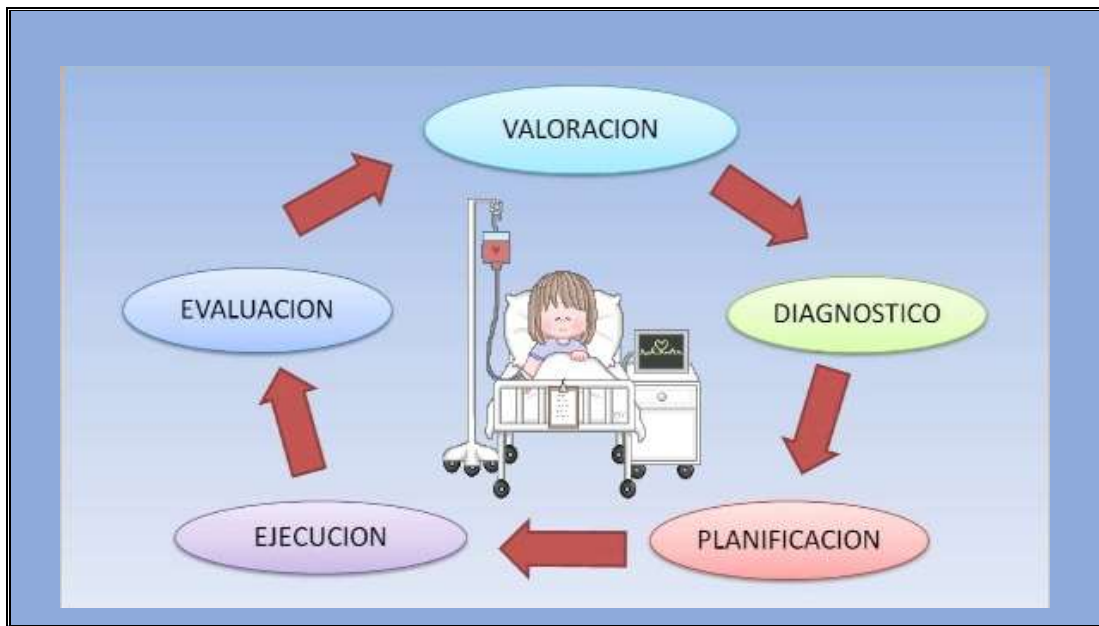 VALORACION
DIAGNOSTICO
PLANIFICACION
EJECUCION
EVALUACION